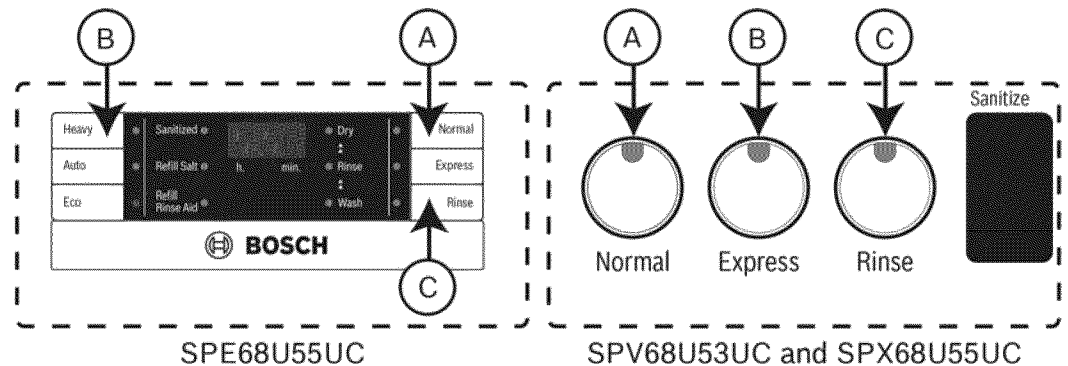 B
A
A
B
C
Sanitize
Heavy
Auto
Eco
Sanitized
Refill Salt
Refill
Rinse Aid
h. min.
Dry
Rinse
Wash
Normal
Express
Rinse
BOSCH
C
Normal Express Rinse
SPE68U55UC
SPV68U53UC and SPX68U55UC